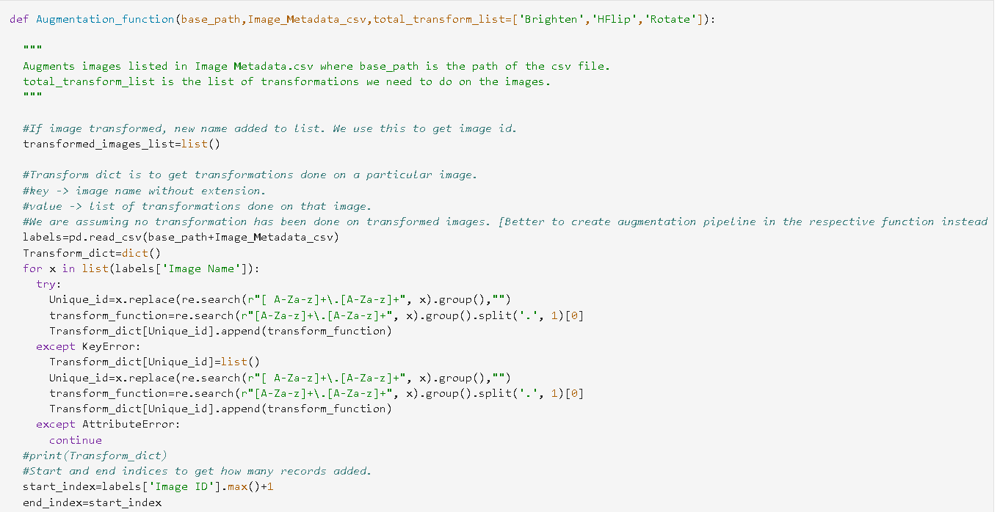 def Augmentation_function(base_path,Image_Metadata_csv,total_transform_list=['Brighten','HFlip','Rotate']):
"""
Augments images listed in Image Metadata.csv where base_path is the path of the csv file.
total_transform_list is the list of transformations we need to do on the images.
"""
#If image transformed, new name added to list. We use this to get image id.
transformed_images_list=list()
#Transform dict is to get transformations done on a particular image.
#key -> image name without extension.
#value -> list of transformations done on that image.
#We are assuming no transformation has been done on transformed images. [Better to create augmentation pipeline in the respective function instead
labels=pd.read_csv(base_path+Image_Metadata_csv)
Transform_dict=dict()
for x in list(labels['Image Name']):
try:
Unique_id=x.replace(re.search(r"[ A-Za-z]+\.[A-Za-z]+", x).group(),"")
transform_function=re.search(r"[A-Za-z]+\.[A-Za-z]+", x).group().split('.', 1)[0]
Transform_dict[Unique_id].append(transform_function)
except KeyError:
Transform_dict[Unique_id]=list()
Unique_id=x.replace(re.search(r"[ A-Za-z]+\.[A-Za-z]+", x).group(),"")
transform_function=re.search(r"[A-Za-z]+\.[A-Za-z]+", x).group().split('.', 1)[0]
Transform_dict[Unique_id].append(transform_function)
except AttributeError:
continue
#print(Transform_dict)
#Start and end indices to get how many records added.
start_index=labels['Image ID'].max()+1
end_index=start_index